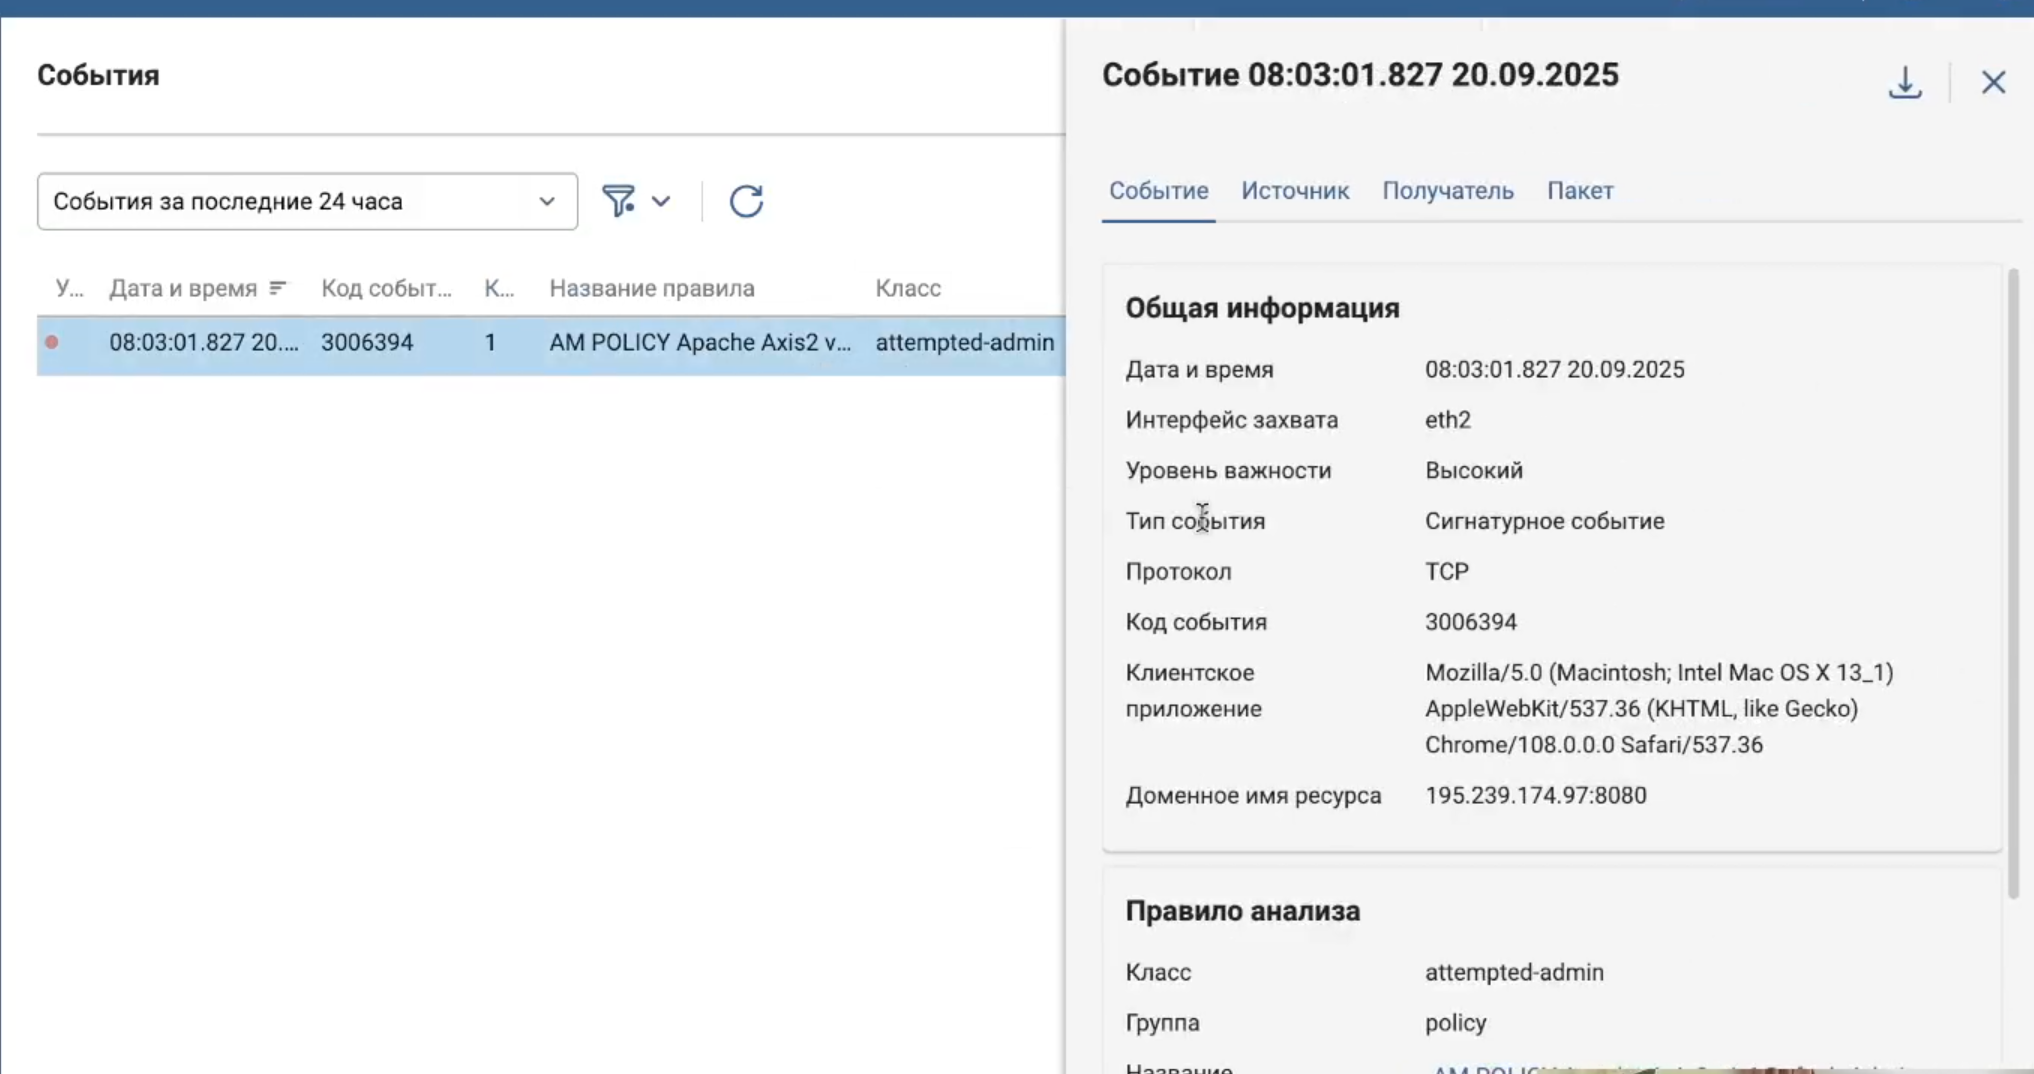 События
События за последние 24 часа
У... Дата и время Код событ... К... Название правила Класс
08:03:01.827 20.... 3006394 1 AM POLICY Apache Axis2 v... attempted-admin
Событие 08:03:01.827 20.09.2025
Событие Источник Получатель Пакет
Общая информация
Дата и время 08:03:01.827 20.09.2025
Интерфейс захвата eth2
Уровень важности Высокий
Тип события Сигнатурное событие
Протокол TCP
Код события 3006394
Клиентское Mozilla/5.0 (Macintosh; Intel Mac OS X 13_1)
приложение AppleWebKit/537.36 (KHTML, like Gecko)
Chrome/108.0.0.0 Safari/537.36
Доменное имя ресурса 195.239.174.97:8080
Правило анализа
Класс attempted-admin
Группа policy
Название AM POLICY